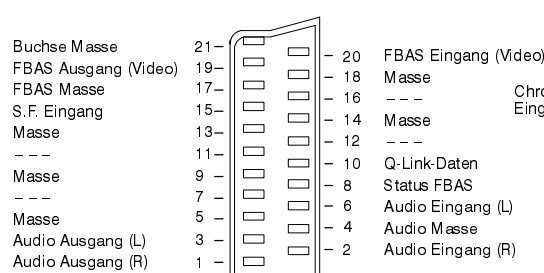 Buchse Masse 21
FBAS Ausgang (Video) 19
FBAS Masse 17
S.F. Eingang 15
Masse 13
--- 11
Masse 9
--- 7
Masse 5
Audio Ausgang (L) 3
Audio Ausgang (R) 1
20 FBAS Eingang (Video)
18 Masse
16 ---
14 Masse
12 ---
10 Q-Link-Daten
8 Status FBAS
6 Audio Eingang (L)
4 Audio Masse
2 Audio Eingang (R)
Chro
Eing